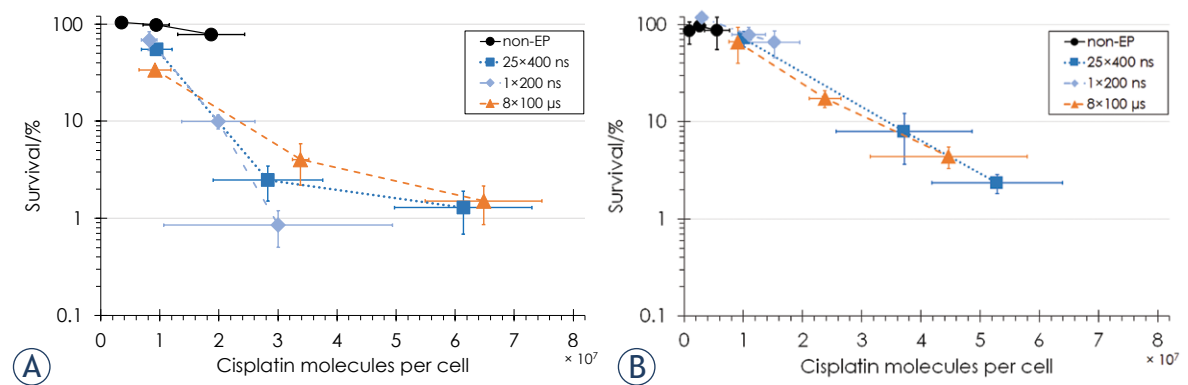 100
10
1
0.1
Survival/%
non-EP
25×400 ns
1×200 ns
8×100 µs
0 1 2 3 4 5 6 7 8
× 10⁷
Cisplatin molecules per cell
A
100
10
1
0.1
Survival/%
non-EP
25×400 ns
1×200 ns
8×100 µs
0 1 2 3 4 5 6 7 8
× 10⁷
Cisplatin molecules per cell
B